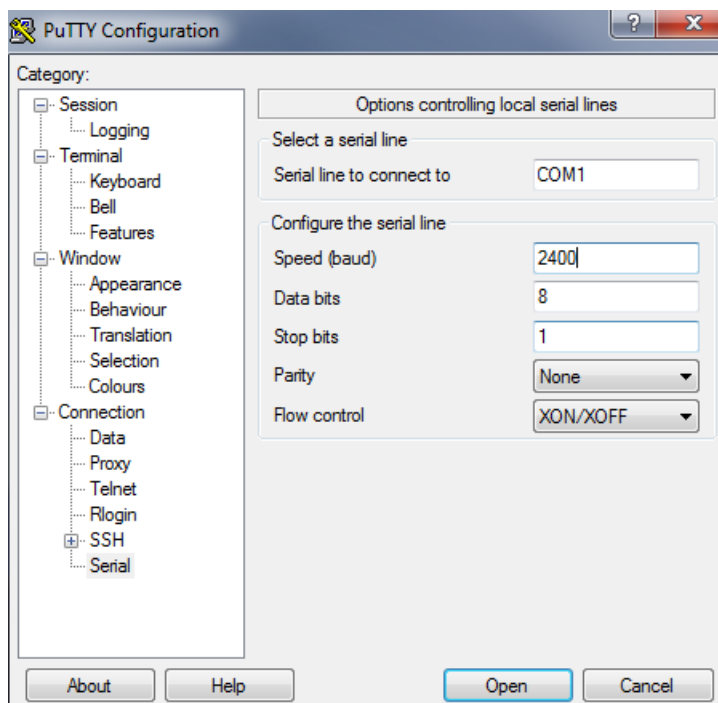 PuTTY Configuration
?
X
Category:
Session
Logging
Terminal
Keyboard
Bell
Features
Window
Appearance
Behaviour
Translation
Selection
Colours
Connection
Data
Proxy
Telnet
Rlogin
SSH
Serial
Options controlling local serial lines
Select a serial line
Serial line to connect to COM1
Configure the serial line
Speed (baud) 2400
Data bits 8
Stop bits 1
Parity None
Flow control XON/XOFF
About Help Open Cancel